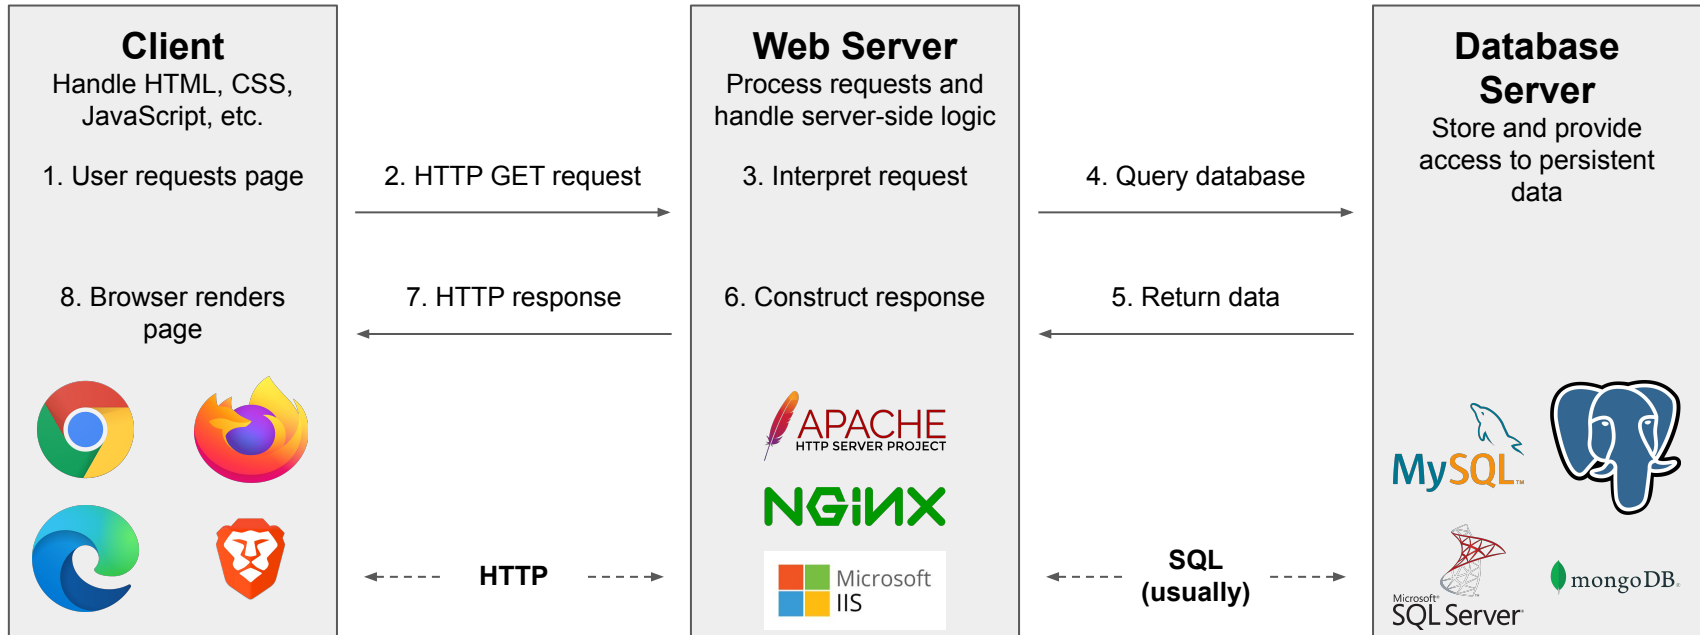 Client
Handle HTML, CSS,
JavaScript, etc.
1. User requests page
8. Browser renders
page
2. HTTP GET request
7. HTTP response
HTTP
Web Server
Process requests and
handle server-side logic
3. Interpret request
6. Construct response
APACHE
HTTP SERVER PROJECT
NGiNX
Microsoft
IIS
4. Query database
5. Return data
SQL
(usually)
Database
Server
Store and provide
access to persistent
data
MySQL™
Microsoft®
SQL Server®
mongoDB®